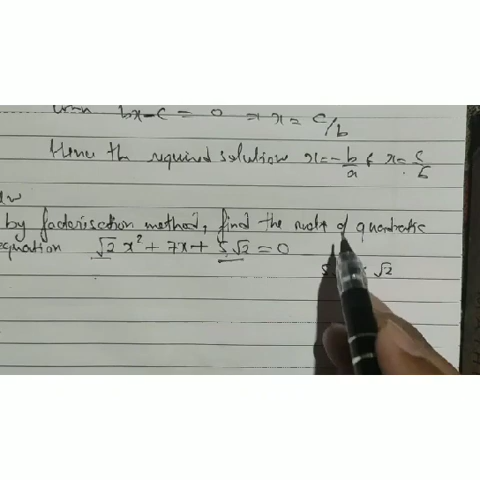 bx-c = 0 ⇒ x = c/b
Hence th required solution x = -b/a & x = c/b
by factorisation method, find the roots of quadratic
equation √2 x² + 7x + 5√2 = 0
√2